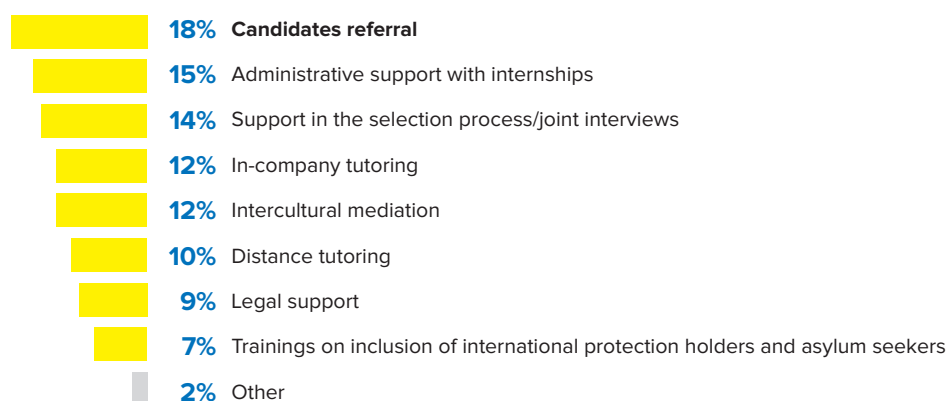 18% Candidates referral
15% Administrative support with internships
14% Support in the selection process/joint interviews
12% In-company tutoring
12% Intercultural mediation
10% Distance tutoring
9% Legal support
7% Trainings on inclusion of international protection holders and asylum seekers
2% Other